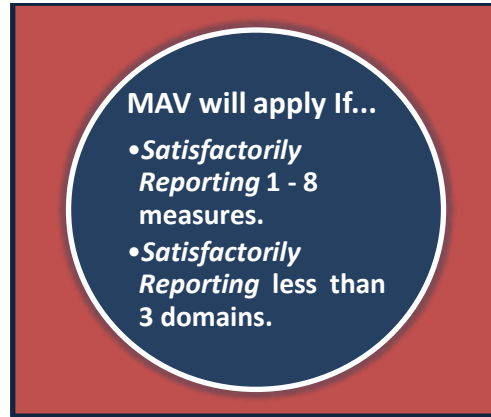 MAV will apply If...
•Satisfactorily
Reporting 1 - 8
measures.
•Satisfactorily
Reporting less than
3 domains.